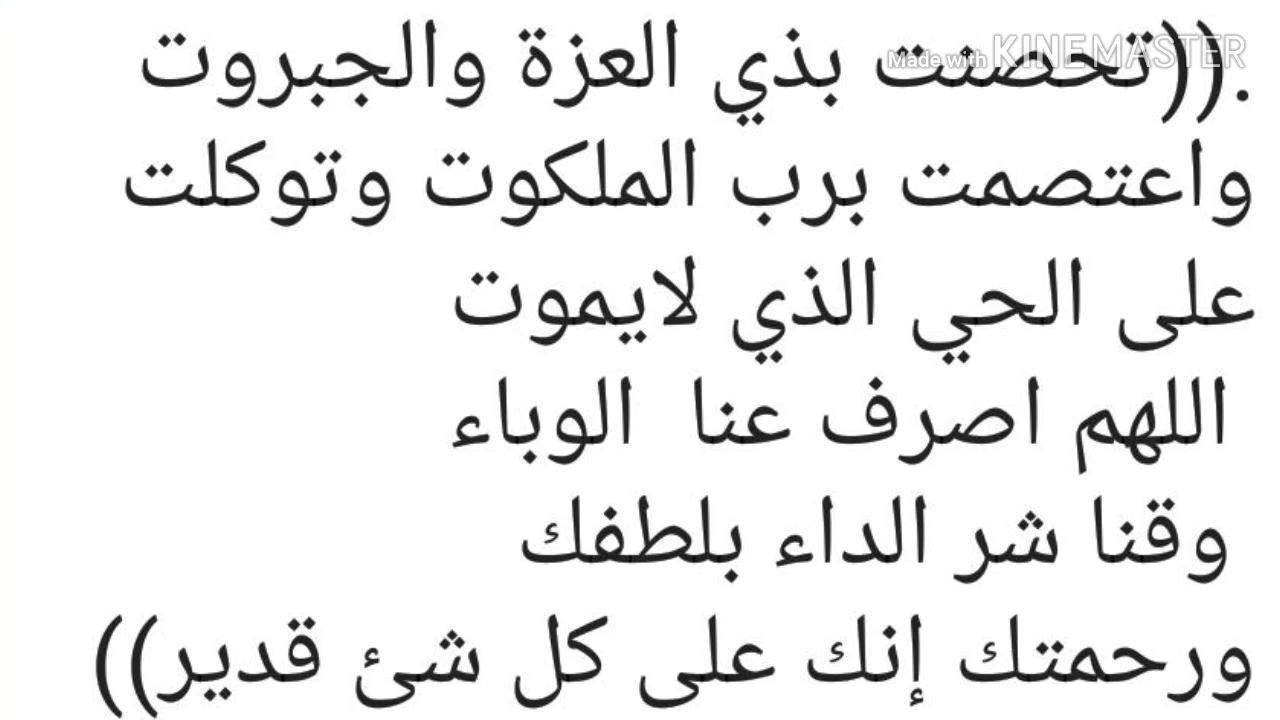 .((تحصنت بذي العزة والجبروت
Made with KINEMASTER
واعتصمت برب الملكوت وتوكلت
على الحي الذي لايموت
اللهم اصرف عنا الوباء
وقنا شر الداء بلطفك
ورحمتك إنك على كل شئ قدير))